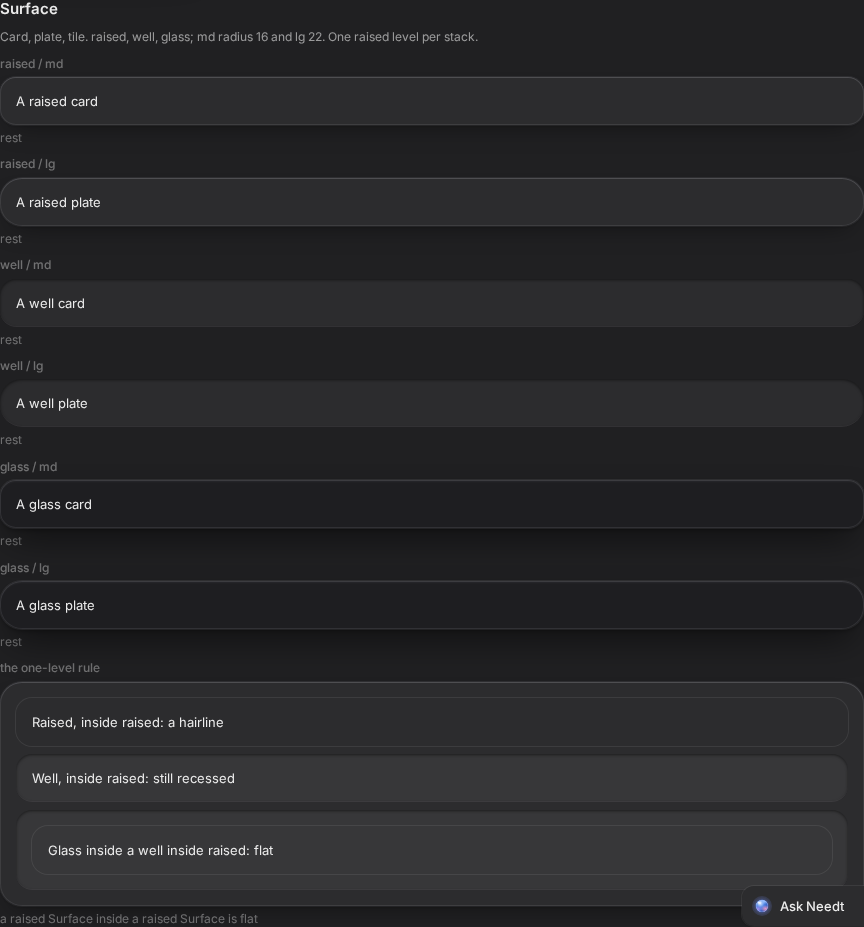 Surface
Card, plate, tile. raised, well, glass; md radius 16 and lg 22. One raised level per stack.
raised / md
A raised card
rest
raised / lg
A raised plate
rest
well / md
A well card
rest
well / lg
A well plate
rest
glass / md
A glass card
rest
glass / lg
A glass plate
rest
the one-level rule
Raised, inside raised: a hairline
Well, inside raised: still recessed
Glass inside a well inside raised: flat
Ask Needt
a raised Surface inside a raised Surface is flat